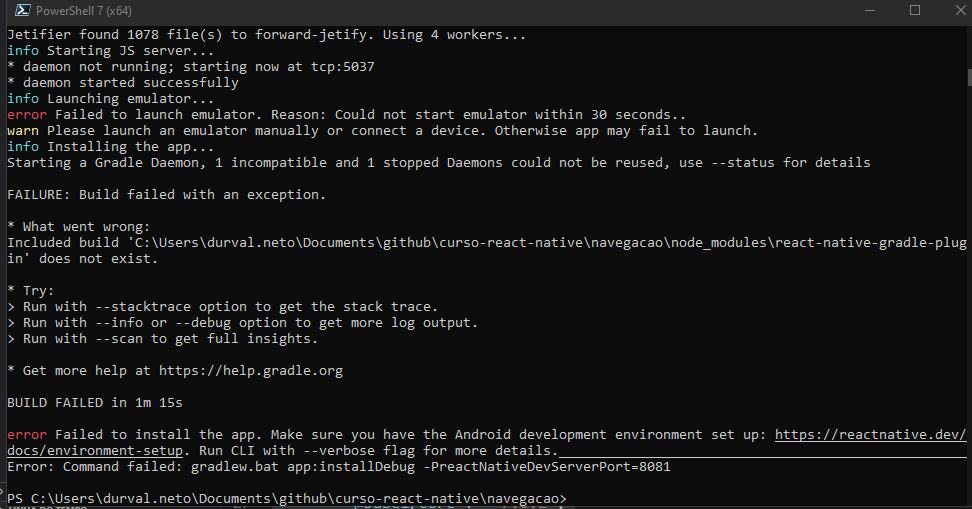 PowerShell 7 (x64)
Jetifier found 1078 file(s) to forward-jetify. Using 4 workers...
info Starting JS server...
* daemon not running; starting now at tcp:5037
* daemon started successfully
info Launching emulator...
error Failed to launch emulator. Reason: Could not start emulator within 30 seconds..
warn Please launch an emulator manually or connect a device. Otherwise app may fail to launch.
info Installing the app...
Starting a Gradle Daemon, 1 incompatible and 1 stopped Daemons could not be reused, use --status for details
FAILURE: Build failed with an exception.
* What went wrong:
Included build 'C:\Users\durval.neto\Documents\github\curso-react-native\navegacao\node_modules\react-native-gradle-plug
in' does not exist.
* Try:
> Run with --stacktrace option to get the stack trace.
> Run with --info or --debug option to get more log output.
> Run with --scan to get full insights.
* Get more help at https://help.gradle.org
BUILD FAILED in 1m 15s
error Failed to install the app. Make sure you have the Android development environment set up: https://reactnative.dev/
docs/environment-setup. Run CLI with --verbose flag for more details.
Error: Command failed: gradlew.bat app:installDebug -PreactNativeDevServerPort=8081
PS C:\Users\durval.neto\Documents\github\curso-react-native\navegacao>